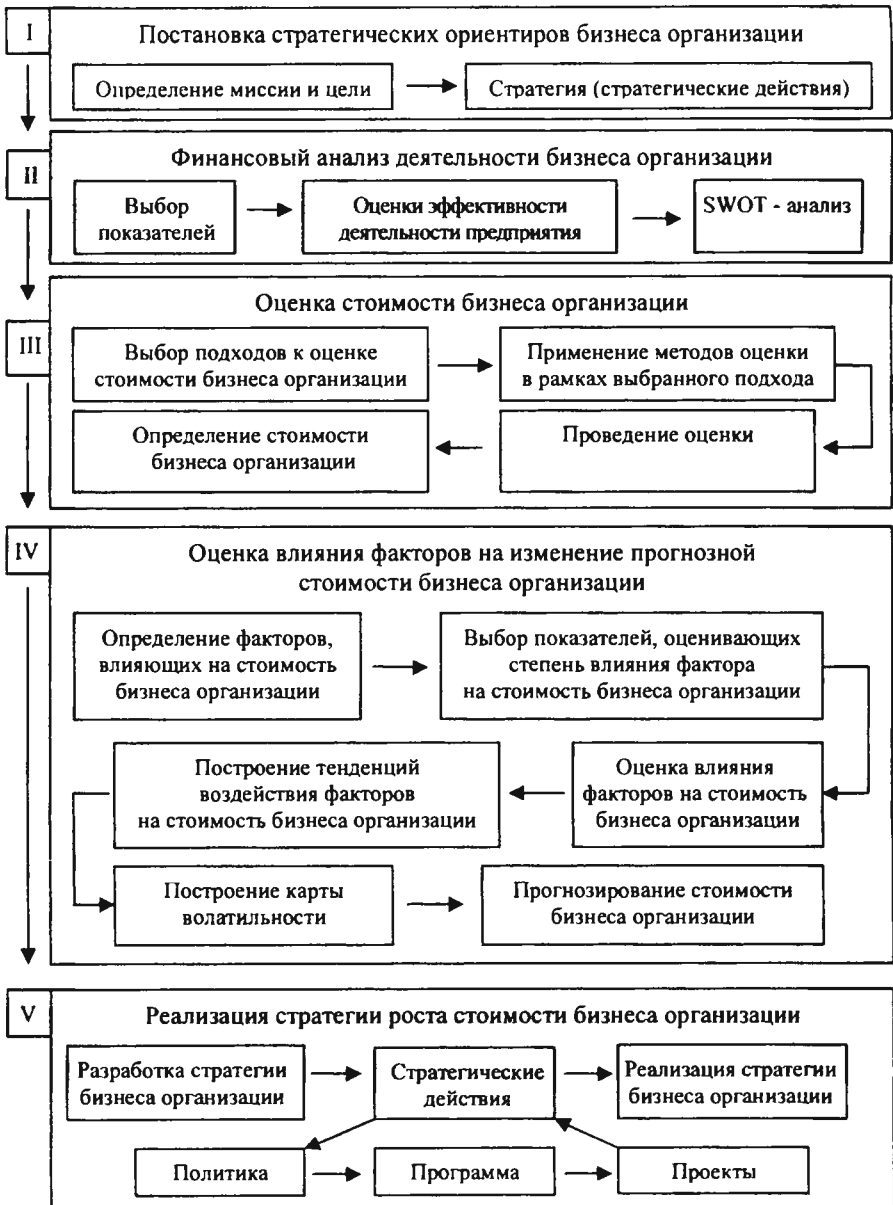 I
Постановка стратегических ориентиров бизнеса организации
Определение миссии и цели
Стратегия (стратегические действия)
II
Финансовый анализ деятельности бизнеса организации
Выбор
показателей
Оценки эффективности
деятельности предприятия
SWOT - анализ
III
Оценка стоимости бизнеса организации
Выбор подходов к оценке
стоимости бизнеса организации
Применение методов оценки
в рамках выбранного подхода
Проведение оценки
Определение стоимости
бизнеса организации
IV
Оценка влияния факторов на изменение прогнозной
стоимости бизнеса организации
Определение факторов,
влияющих на стоимость
бизнеса организации
Выбор показателей, оценивающих
степень влияния фактора
на стоимость бизнеса организации
Оценка влияния
факторов на стоимость
бизнеса организации
Построение тенденций
воздействия факторов
на стоимость бизнеса организации
Построение карты
волатильности
Прогнозирование стоимости
бизнеса организации
V
Реализация стратегии роста стоимости бизнеса организации
Разработка стратегии
бизнеса организации
Стратегические
действия
Реализация стратегии
бизнеса организации
Политика
Программа
Проекты